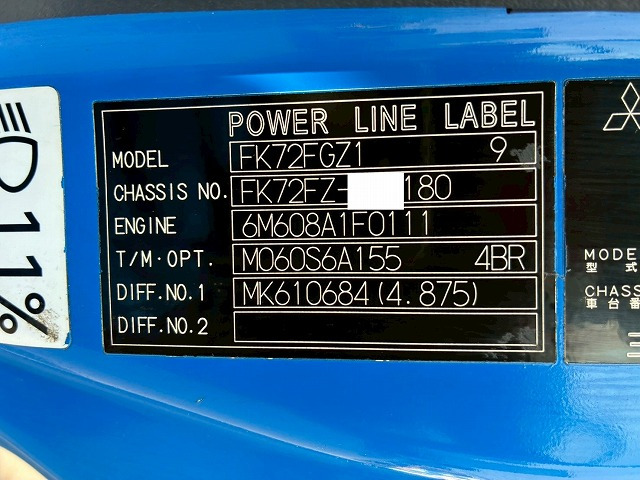 POWER LINE LABEL
MODEL FK72FGZ1 9
CHASSIS NO. FK72FZ- 180
ENGINE 6M608A1F0111
T/M·OPT. M060S6A155 4BR
DIFF.NO.1 MK610684(4.875)
DIFF.NO.2
11%
MODE
型式
CHASS
車台番